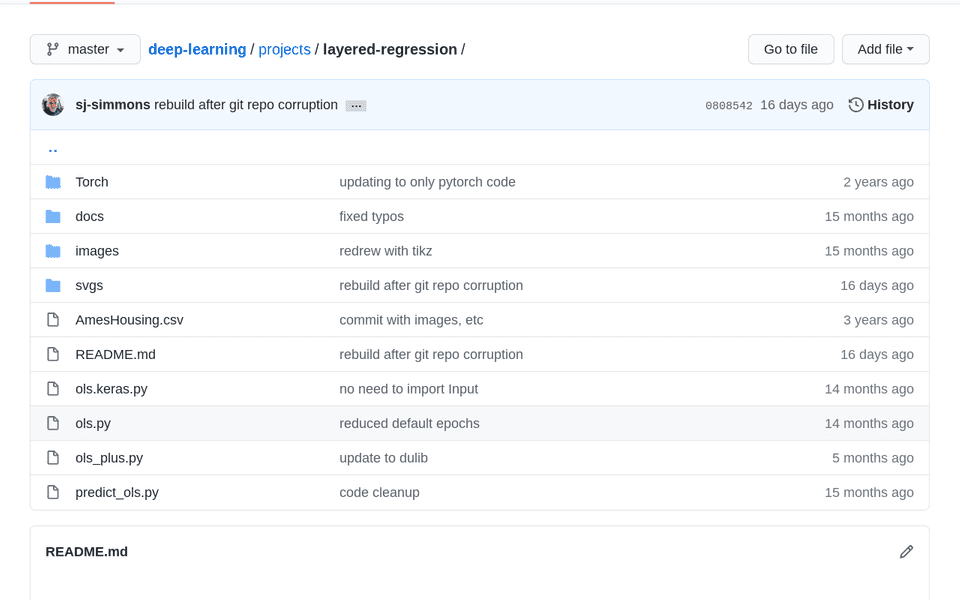 master deep-learning / projects / layered-regression / Go to file Add file
sj-simmons rebuild after git repo corruption ... 0808542 16 days ago History
..
Torch updating to only pytorch code 2 years ago
docs fixed typos 15 months ago
images redrew with tikz 15 months ago
svgs rebuild after git repo corruption 16 days ago
AmesHousing.csv commit with images, etc 3 years ago
README.md rebuild after git repo corruption 16 days ago
ols.keras.py no need to import Input 14 months ago
ols.py reduced default epochs 14 months ago
ols_plus.py update to dulib 5 months ago
predict_ols.py code cleanup 15 months ago
README.md